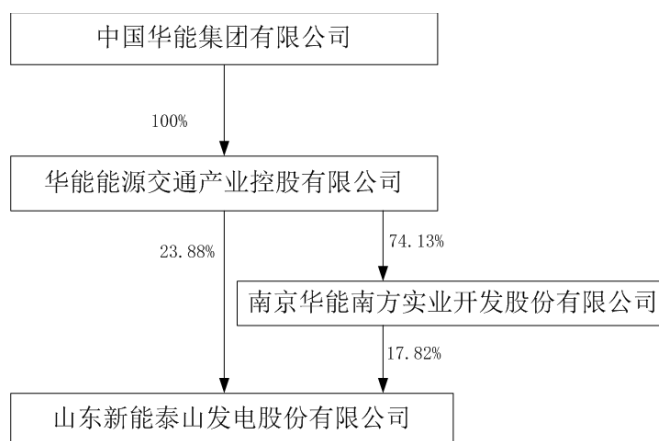 中国华能集团有限公司
100%
华能能源交通产业控股有限公司
23.88%
74.13%
南京华能南方实业开发股份有限公司
17.82%
山东新能泰山发电股份有限公司